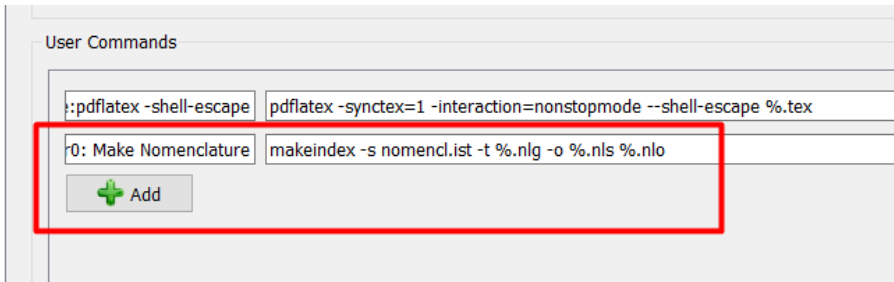 User Commands
e:pdflatex -shell-escape pdflatex -synctex=1 -interaction=nonstopmode --shell-escape %.tex
r0: Make Nomenclature makeindex -s nomencl.ist -t %.nlg -o %.nls %.nlo
Add